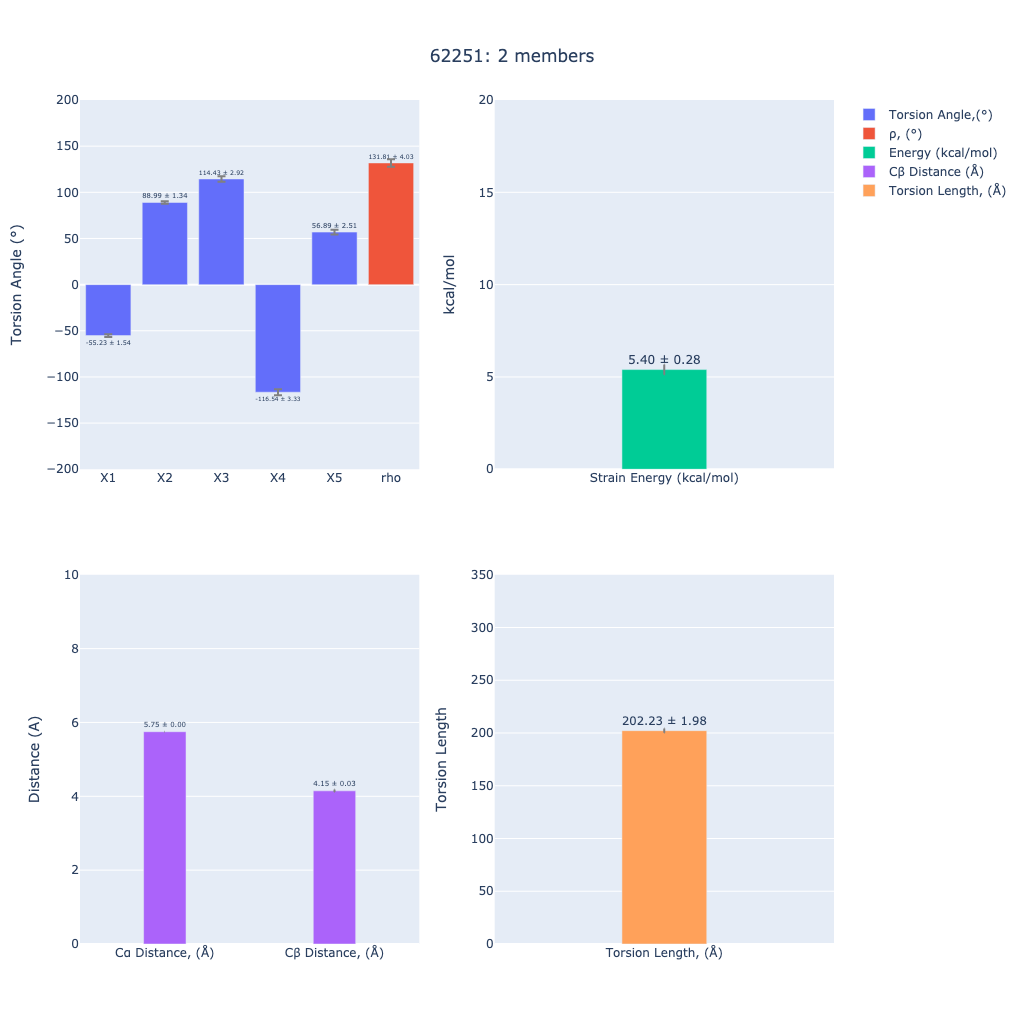 62251: 2 members
Torsion Angle (°)
200
150
100
50
0
−50
−100
−150
−200
-55.23 ± 1.54
88.99 ± 1.34
114.43 ± 2.92
-116.54 ± 3.33
56.89 ± 2.51
131.81 ± 4.03
X1 X2 X3 X4 X5 rho
kcal/mol
20
15
10
5
0
5.40 ± 0.28
Strain Energy (kcal/mol)
Torsion Angle,(°)
ρ, (°)
Energy (kcal/mol)
Cβ Distance (Å)
Torsion Length, (Å)
Distance (A)
10
8
6
4
2
0
5.75 ± 0.00
4.15 ± 0.03
Cα Distance, (Å) Cβ Distance, (Å)
Torsion Length
350
300
250
200
150
100
50
0
202.23 ± 1.98
Torsion Length, (Å)